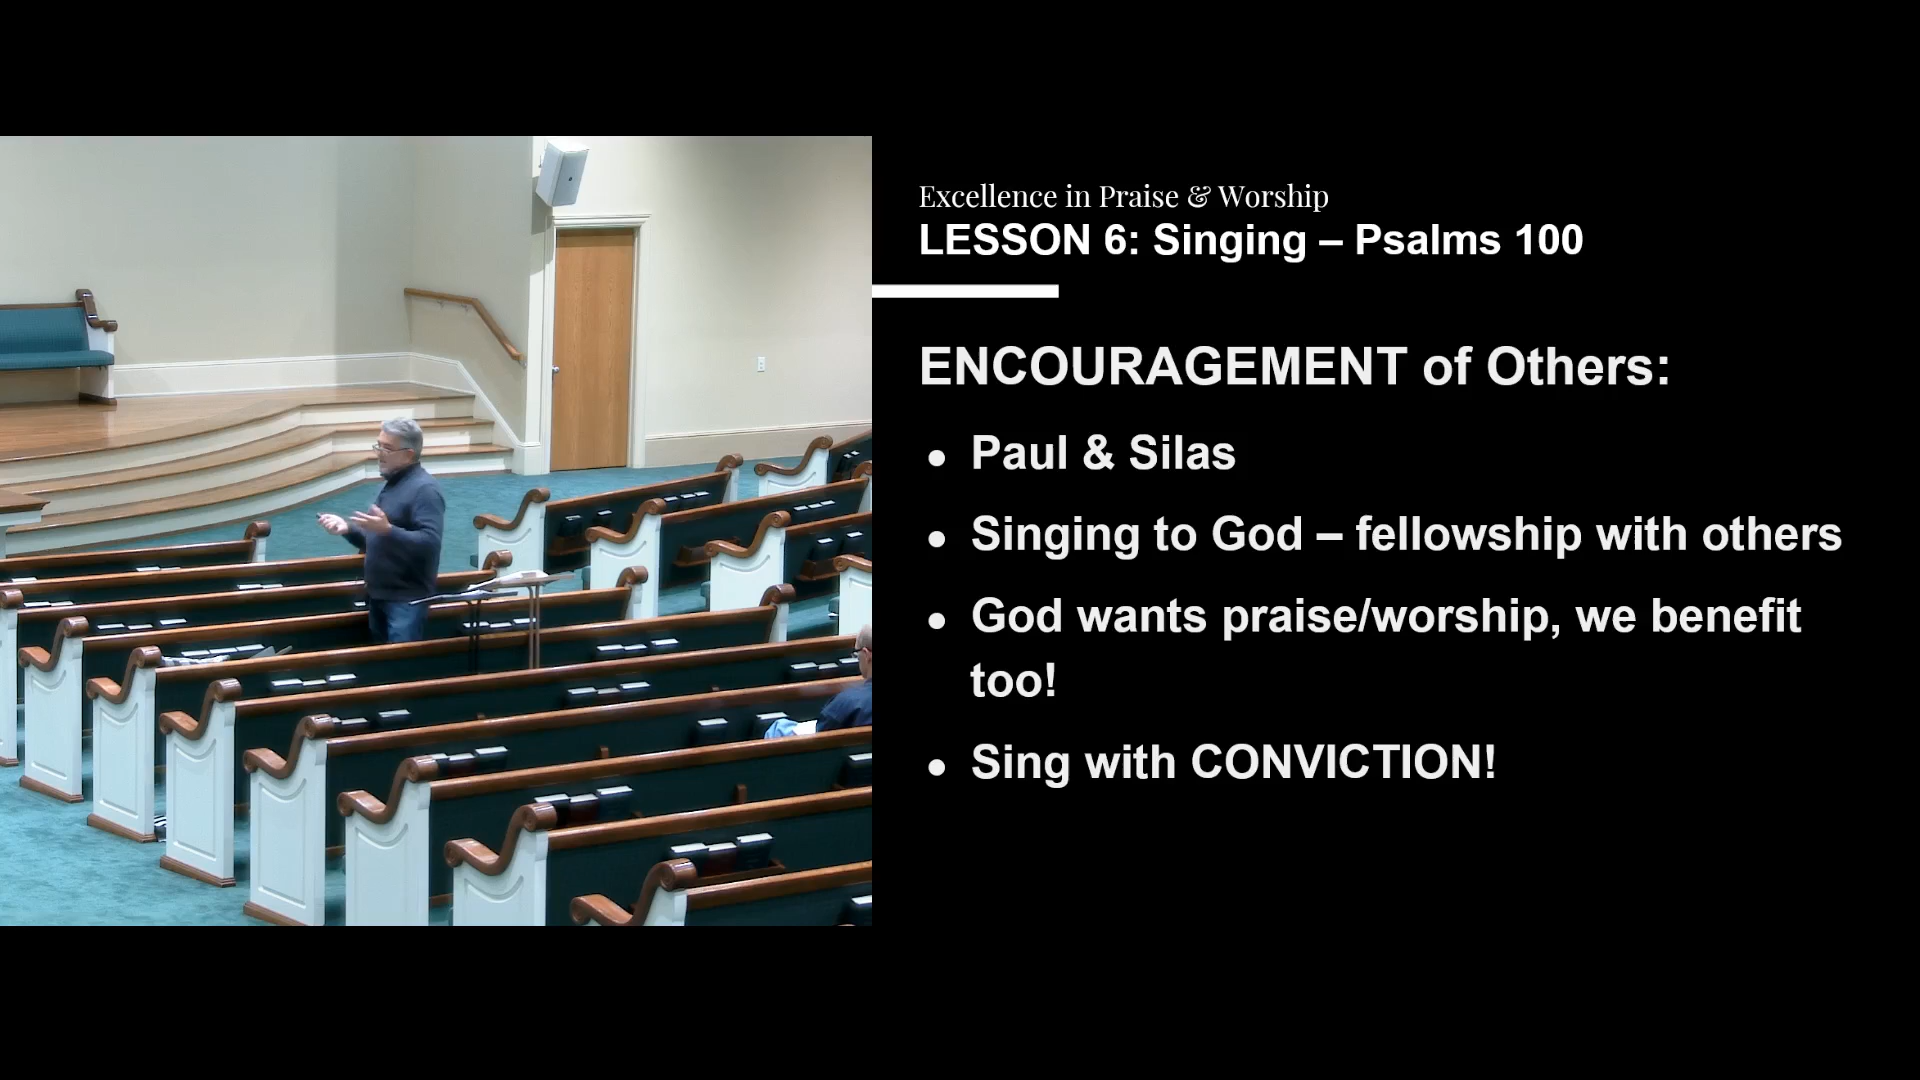 Excellence in Praise & Worship
LESSON 6: Singing – Psalms 100
ENCOURAGEMENT of Others:
● Paul & Silas
● Singing to God – fellowship with others
● God wants praise/worship, we benefit
too!
● Sing with CONVICTION!